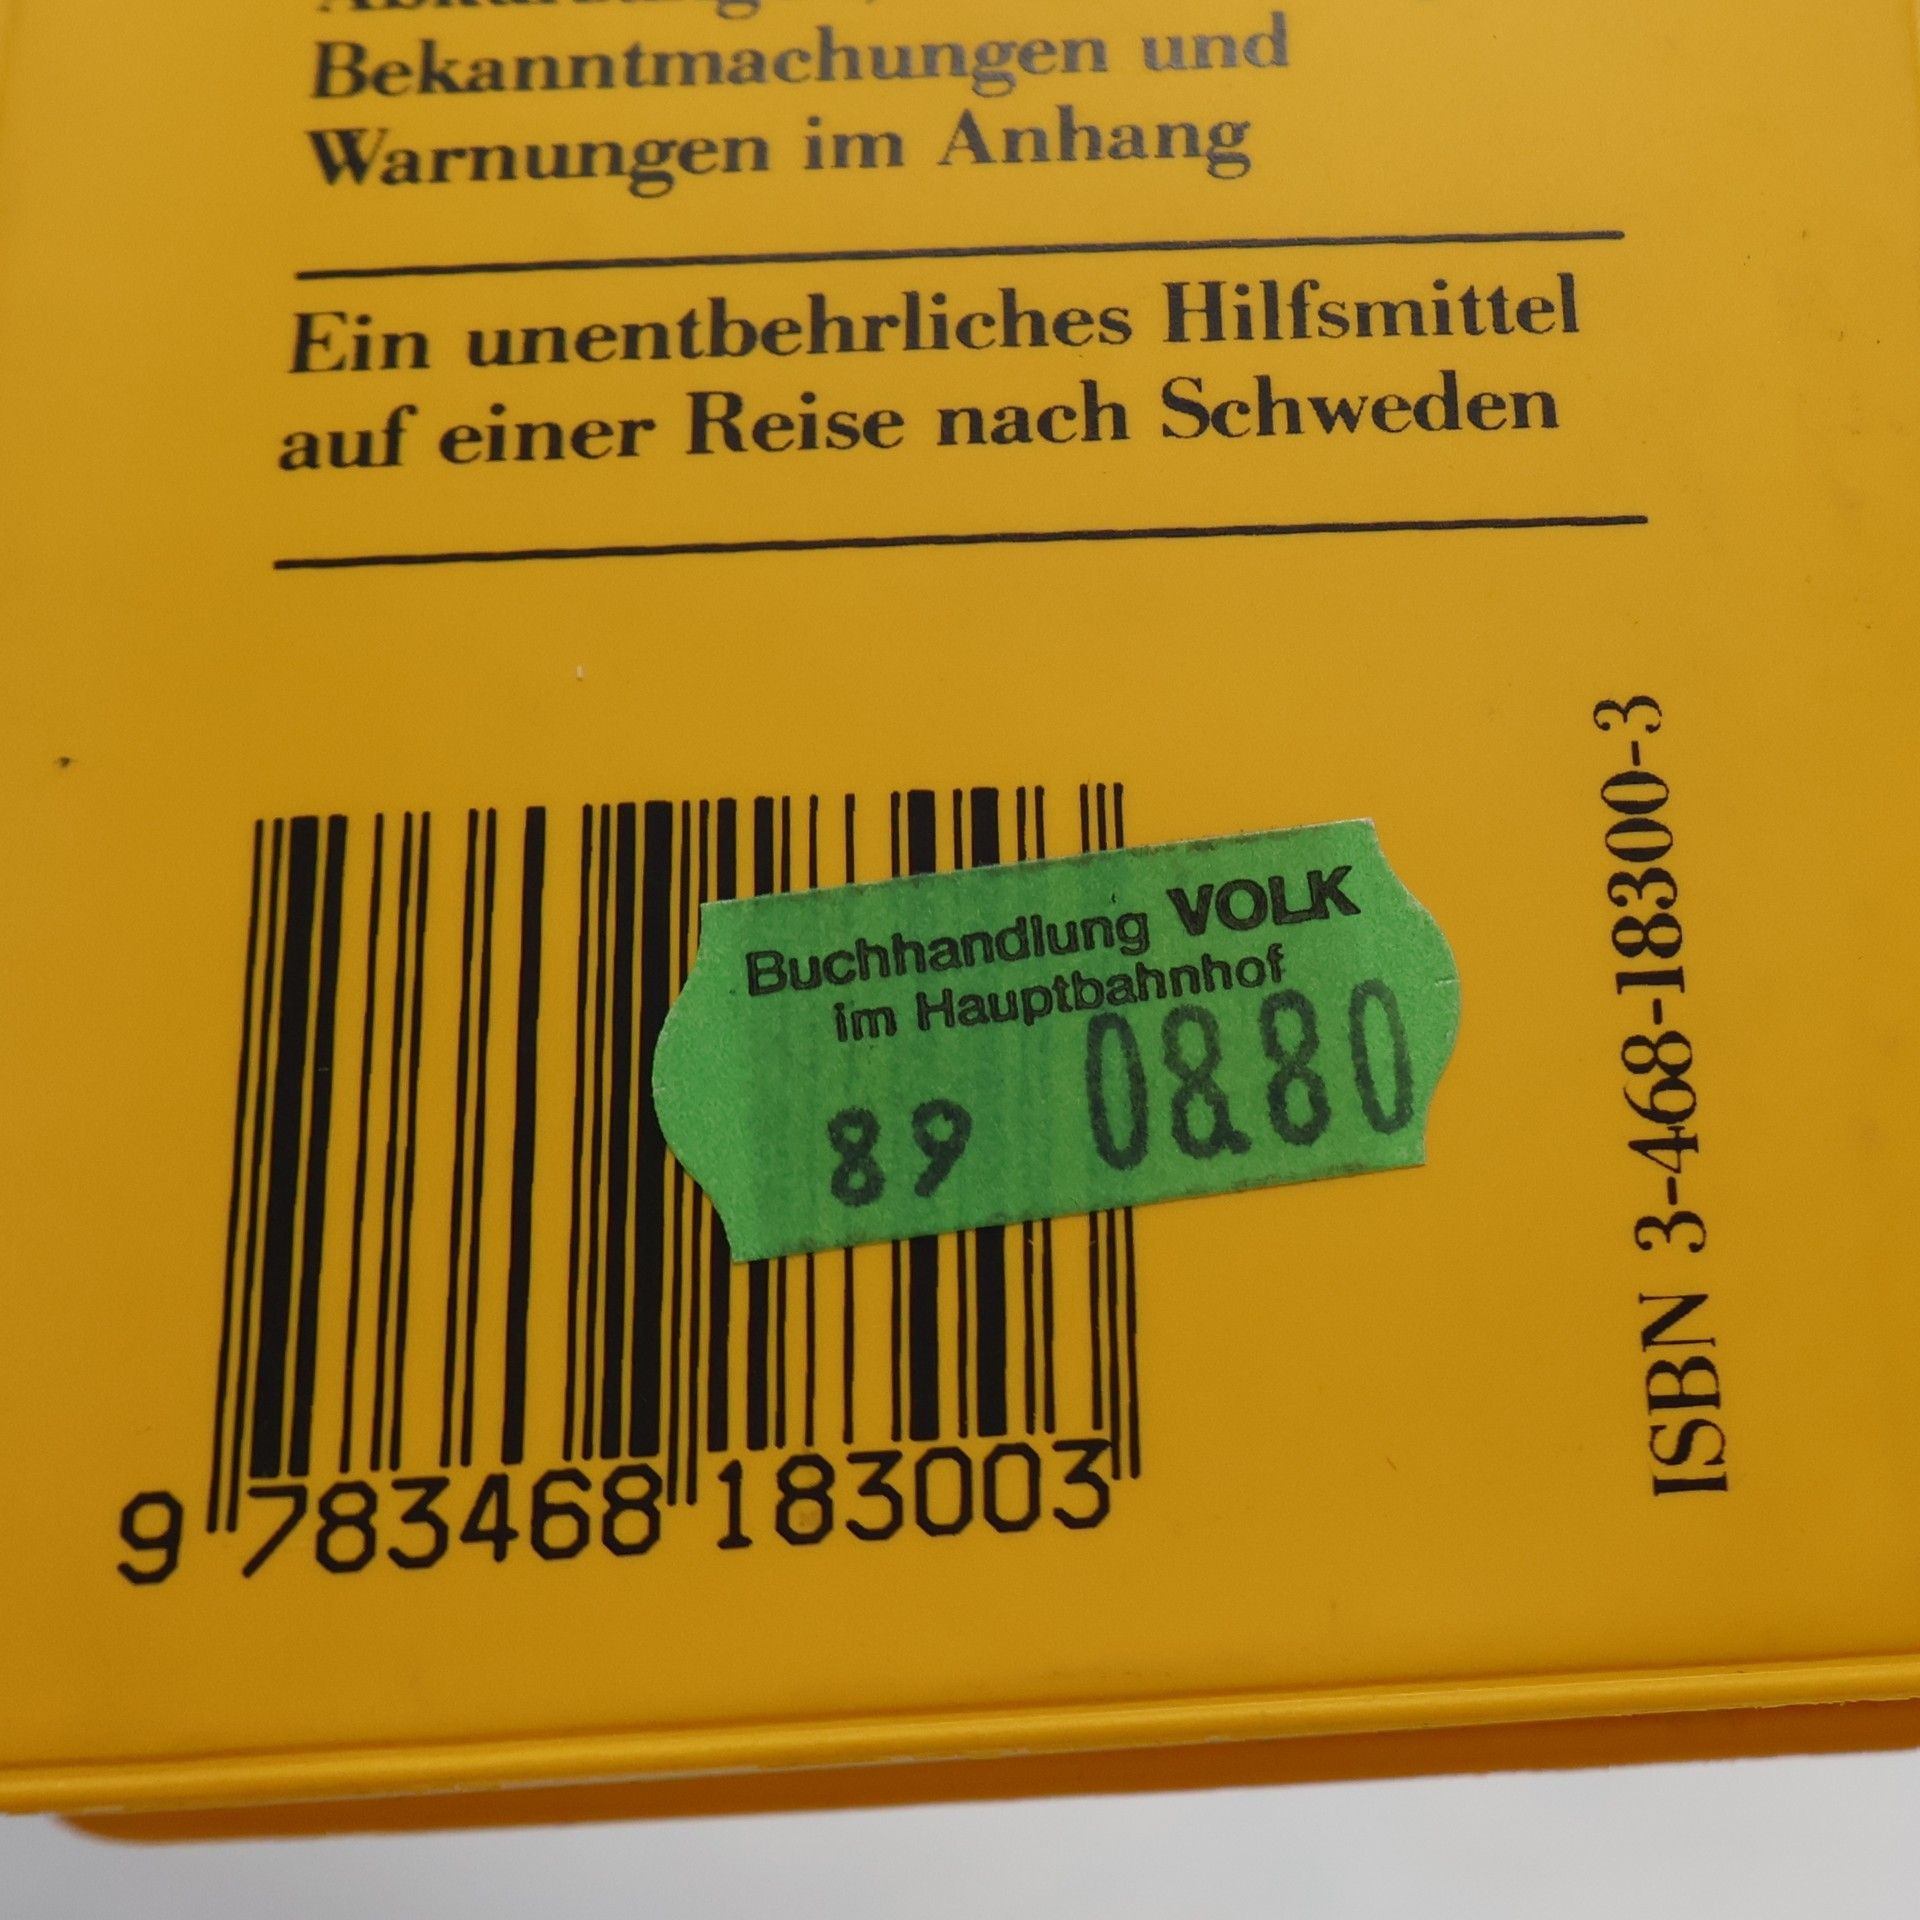 Bekanntmachungen und
Warnungen im Anhang
Ein unentbehrliches Hilfsmittel
auf einer Reise nach Schweden
Buchhandlung VOLK
im Hauptbahnhof
89 0880
9 783468 183003
ISBN 3-468-18300-3